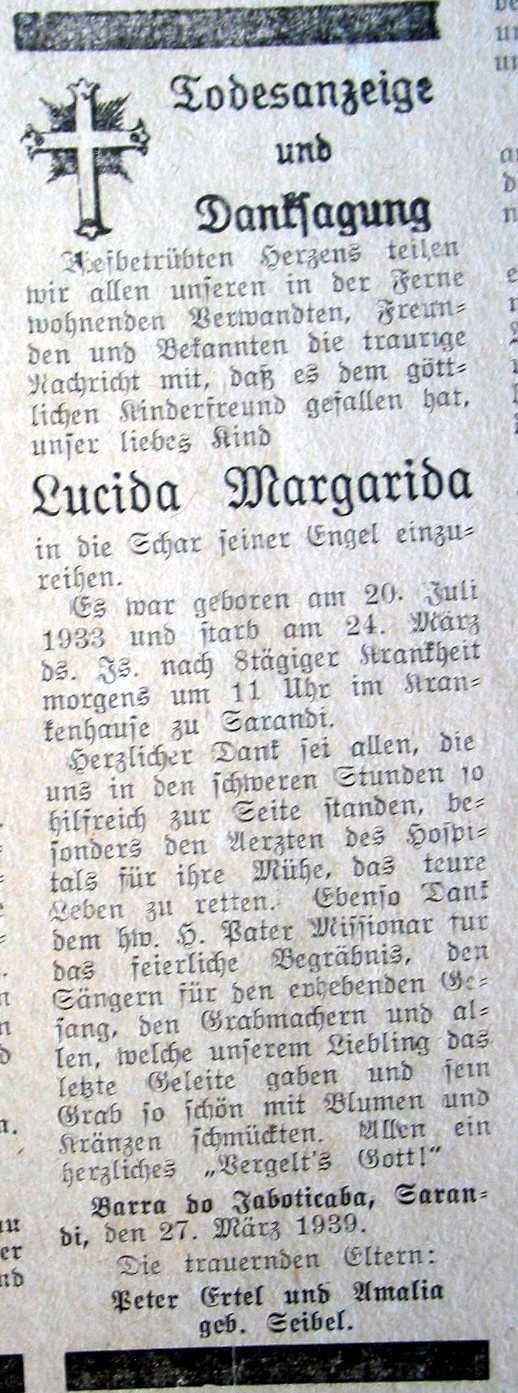 Todesanzeige
und
Danksagung
Tiefbetrübten Herzens teilen
wir allen unseren in der Ferne
wohnenden Verwandten, Freun-
den und Bekannten die traurige
Nachricht mit, daß es dem gött-
lichen Kinderfreund gefallen hat,
unser liebes Kind
Lucida Margarida
in die Schar seiner Engel einzu-
reihen.
Es war geboren am 20. Juli
1933 und starb am 24. März
ds. Js. nach 8tägiger Krankheit
morgens um 11 Uhr im Kran-
kenhause zu Sarandi.
Herzlicher Dank sei allen, die
uns in den schweren Stunden so
hilfreich zur Seite standen, be-
sonders den Aerzten des Hospi-
tals für ihre Mühe, das teure
Leben zu retten. Ebenso Dank
dem hw. H. Pater Missionar für
das feierliche Begräbnis, den
Sängern für den erhebenden Ge-
sang, den Grabmachern und al-
len, welche unserem Liebling das
letzte Geleite gaben und sein
Grab so schön mit Blumen und
Kränzen schmückten. Allen ein
herzliches „Vergelt's Gott!"
Barra do Jaboticaba, Saran-
di, den 27. März 1939.
Die trauernden Eltern:
Peter Ertel und Amalia
geb. Seibel.